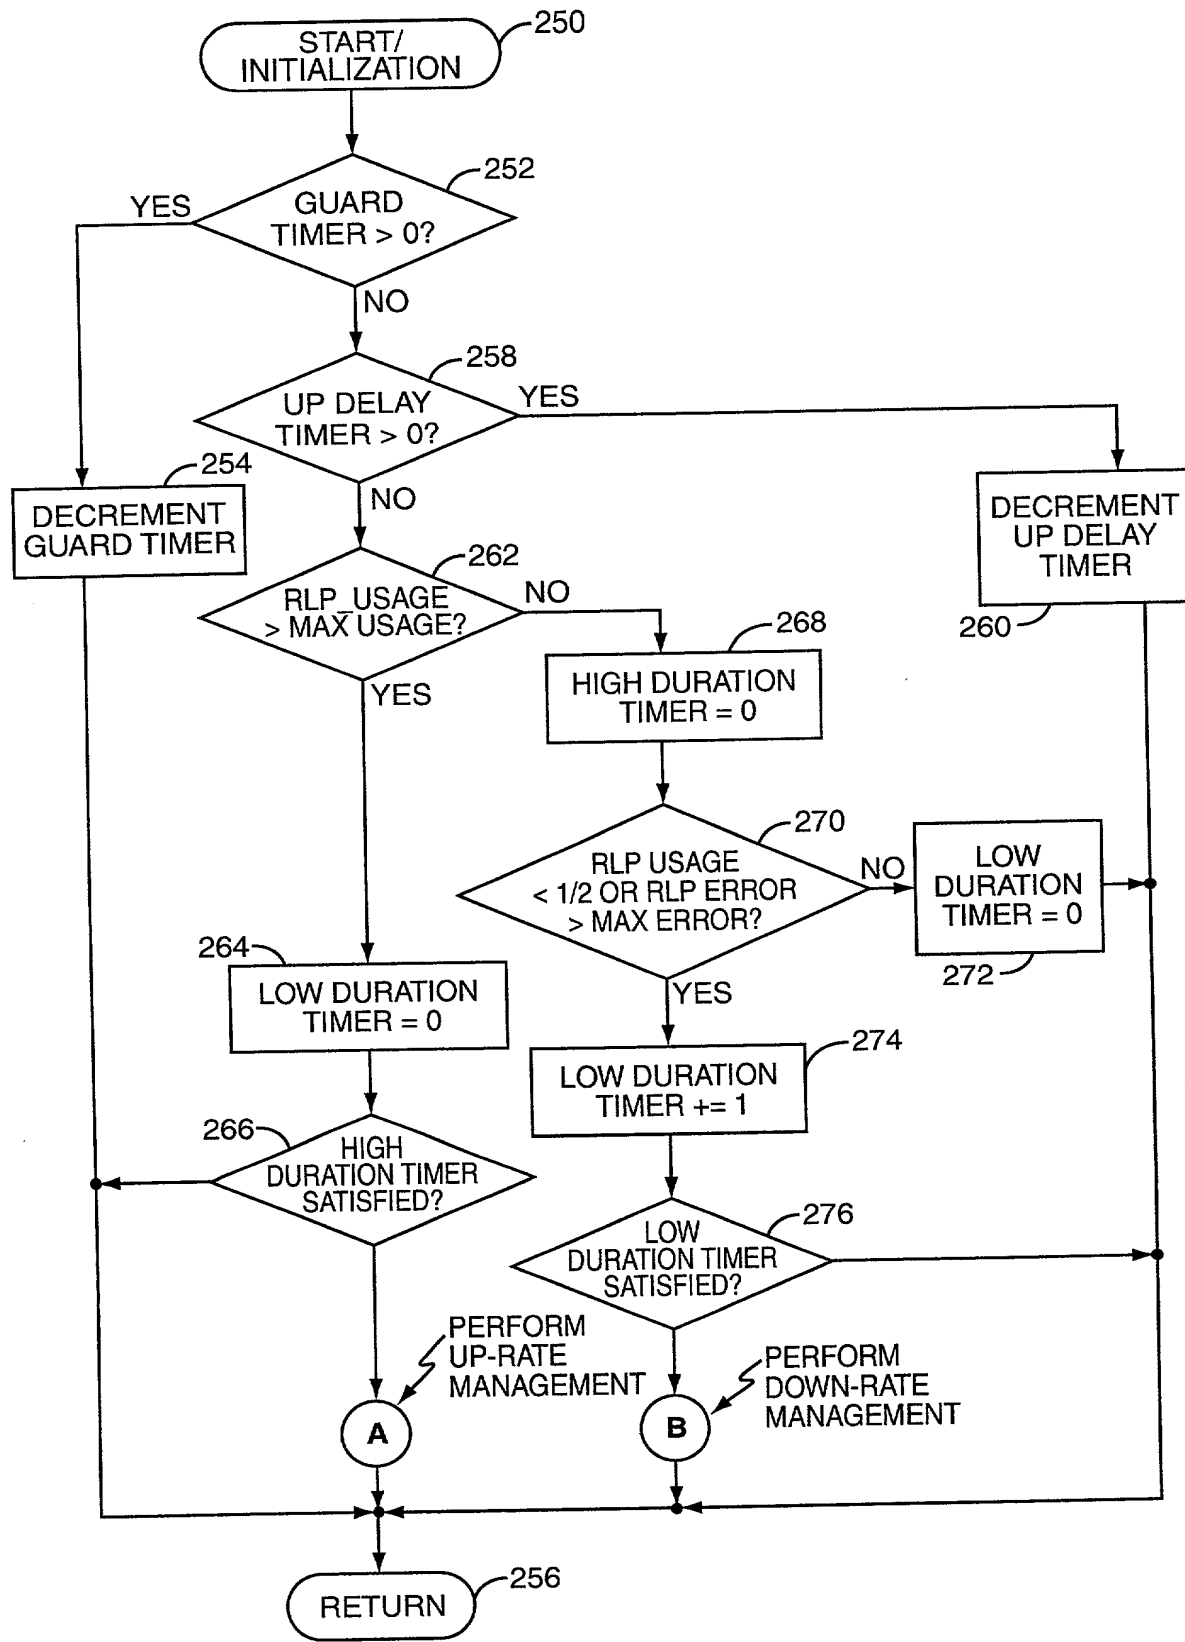 START/
INITIALIZATION
250
GUARD
TIMER > 0?
252
YES
NO
UP DELAY
TIMER > 0?
258
YES
NO
DECREMENT
GUARD TIMER
254
DECREMENT
UP DELAY
TIMER
260
RLP_USAGE
> MAX USAGE?
262
NO
YES
HIGH DURATION
TIMER = 0
268
RLP USAGE
< 1/2 OR RLP ERROR
> MAX ERROR?
270
NO
YES
LOW
DURATION
TIMER = 0
272
264
LOW DURATION
TIMER = 0
LOW DURATION
TIMER += 1
274
266
HIGH
DURATION TIMER
SATISFIED?
LOW
DURATION TIMER
SATISFIED?
276
PERFORM
UP-RATE
MANAGEMENT
A
PERFORM
DOWN-RATE
MANAGEMENT
B
RETURN
256